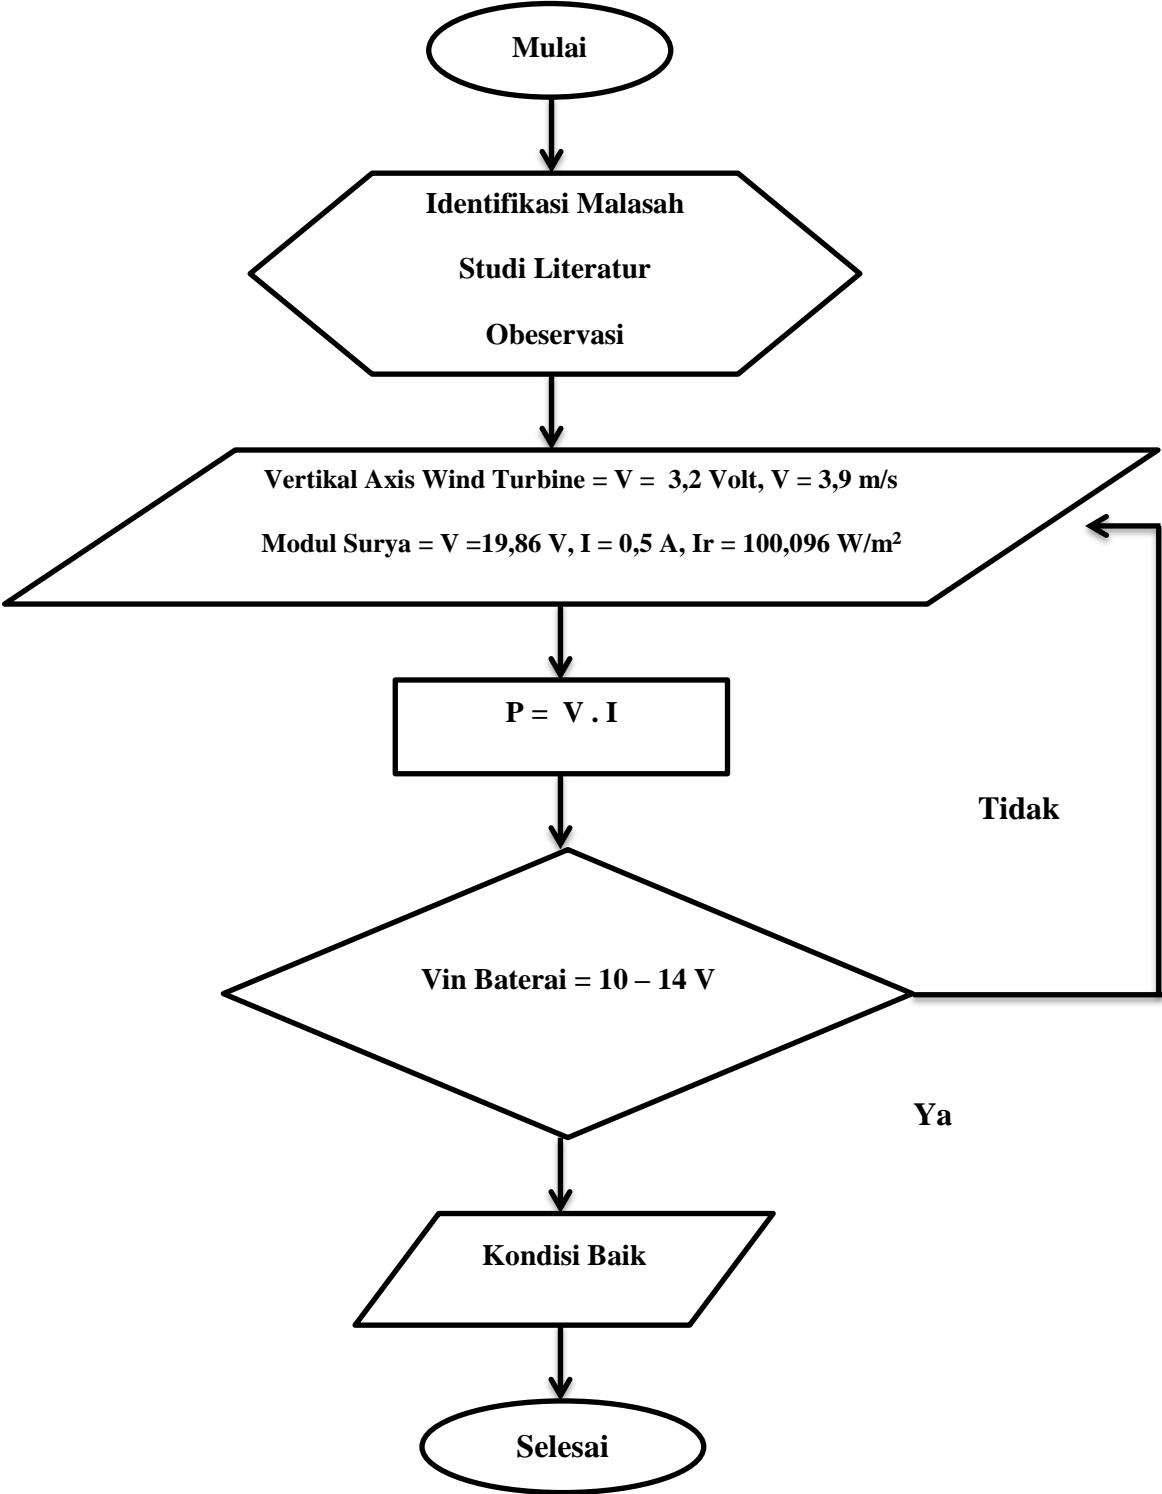 Mulai
Identifikasi Malasah
Studi Literatur
Obeservasi
Vertikal Axis Wind Turbine = V = 3,2 Volt, V = 3,9 m/s
Modul Surya = V =19,86 V, I = 0,5 A, Ir = 100,096 W/m²
P = V . I
Tidak
Vin Baterai = 10 – 14 V
Ya
Kondisi Baik
Selesai